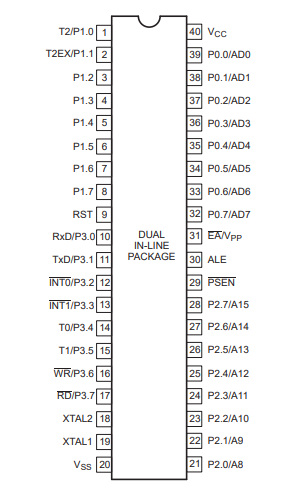 T2/P1.0 1 40 VCC
T2EX/P1.1 2 39 P0.0/AD0
P1.2 3 38 P0.1/AD1
P1.3 4 37 P0.2/AD2
P1.4 5 36 P0.3/AD3
P1.5 6 35 P0.4/AD4
P1.6 7 34 P0.5/AD5
P1.7 8 33 P0.6/AD6
RST 9 32 P0.7/AD7
RxD/P3.0 10 DUAL 31 E̅A̅/VPP
TxD/P3.1 11 IN-LINE 30 ALE
PACKAGE
I̅N̅T̅0̅/P3.2 12 29 P̅S̅E̅N̅
I̅N̅T̅1̅/P3.3 13 28 P2.7/A15
T0/P3.4 14 27 P2.6/A14
T1/P3.5 15 26 P2.5/A13
W̅R̅/P3.6 16 25 P2.4/A12
R̅D̅/P3.7 17 24 P2.3/A11
XTAL2 18 23 P2.2/A10
XTAL1 19 22 P2.1/A9
VSS 20 21 P2.0/A8